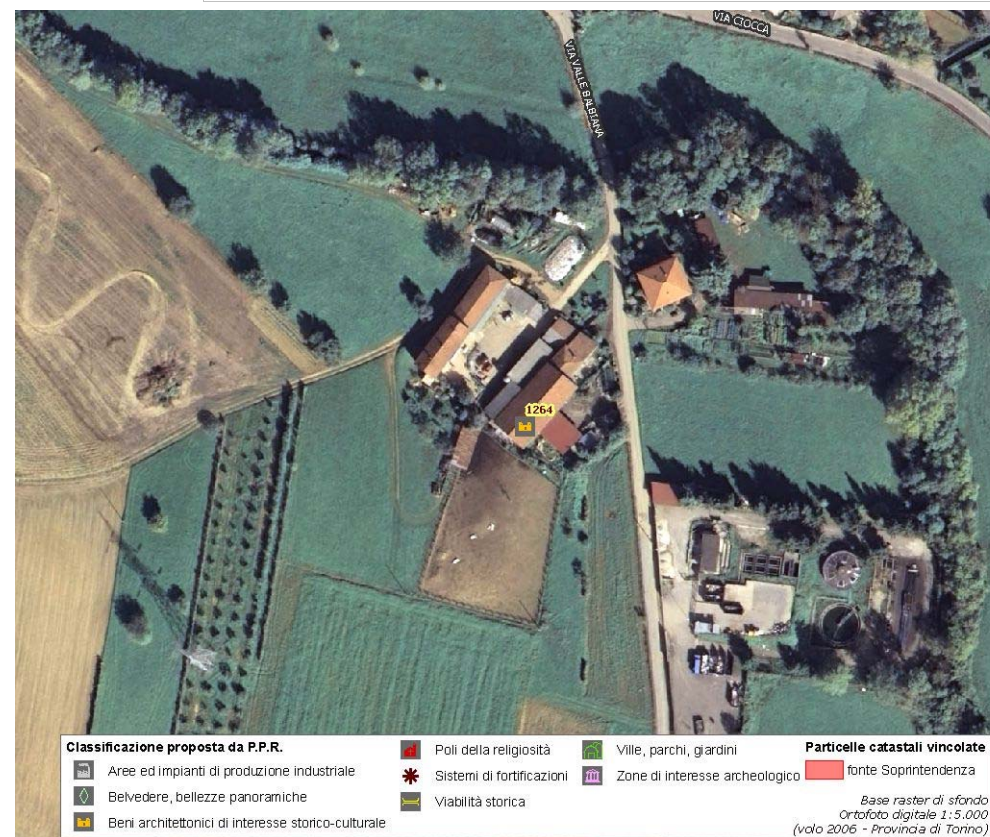 VIA CIOCCA
VIA VALLE BALBIANA
1264
Classificazione proposta da P.P.R.
Aree ed impianti di produzione industriale
Belvedere, bellezze panoramiche
Beni architettonici di interesse storico-culturale
Poli della religiosità
Sistemi di fortificazioni
Viabilità storica
Ville, parchi, giardini
Zone di interesse archeologico
Particelle catastali vincolate
fonte Soprintendenza
Base raster di sfondo
Ortofoto digitale 1:5.000
(volo 2006 - Provincia di Torino)